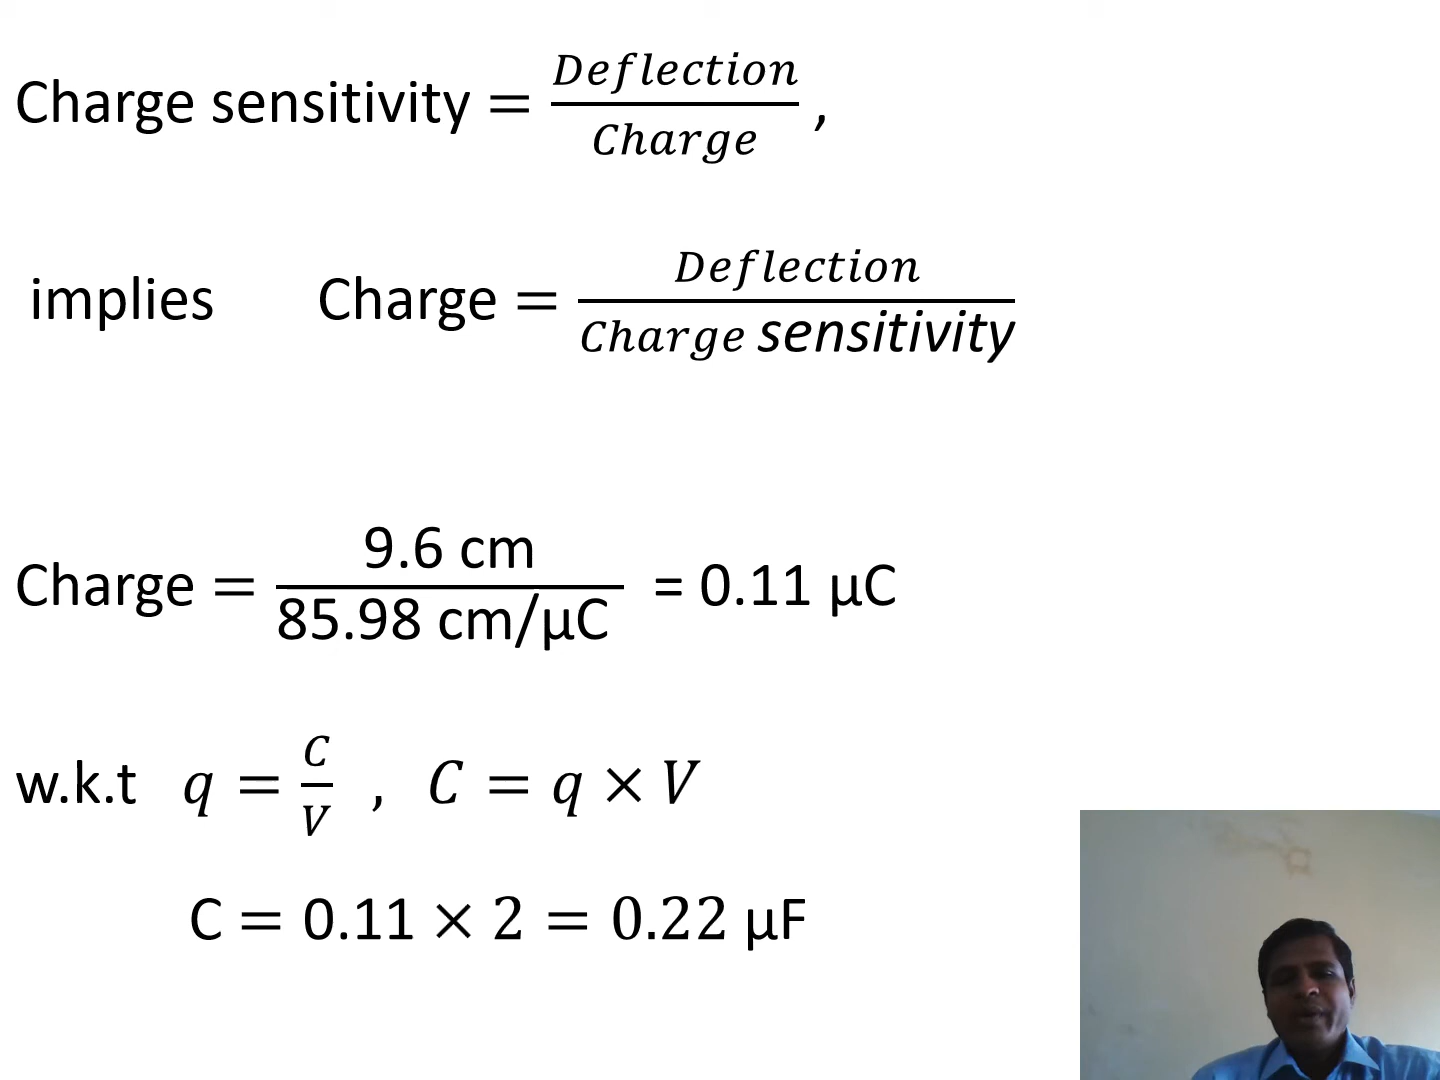 Charge sensitivity = Deflection / Charge ,
implies Charge = Deflection / Charge sensitivity
Charge = 9.6 cm / 85.98 cm/µC = 0.11 µC
w.k.t q = C / V , C = q × V
C = 0.11 × 2 = 0.22 µF